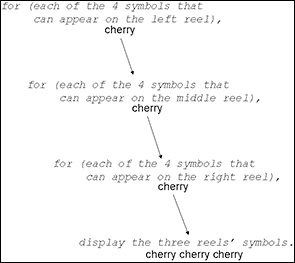 for (each of the 4 symbols that
can appear on the left reel),
cherry
for (each of the 4 symbols that
can appear on the middle reel),
cherry
for (each of the 4 symbols that
can appear on the right reel),
cherry
display the three reels' symbols.
cherry cherry cherry